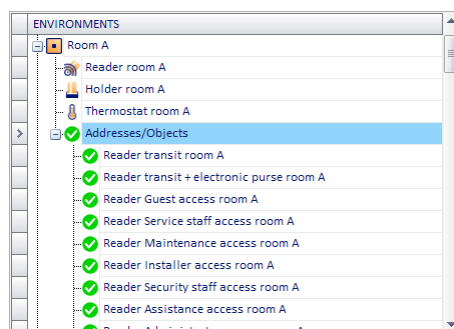 ENVIRONMENTS
Room A
Reader room A
Holder room A
Thermostat room A
Addresses/Objects
Reader transit room A
Reader transit + electronic purse room A
Reader Guest access room A
Reader Service staff access room A
Reader Maintenance access room A
Reader Installer access room A
Reader Security staff access room A
Reader Assistance access room A